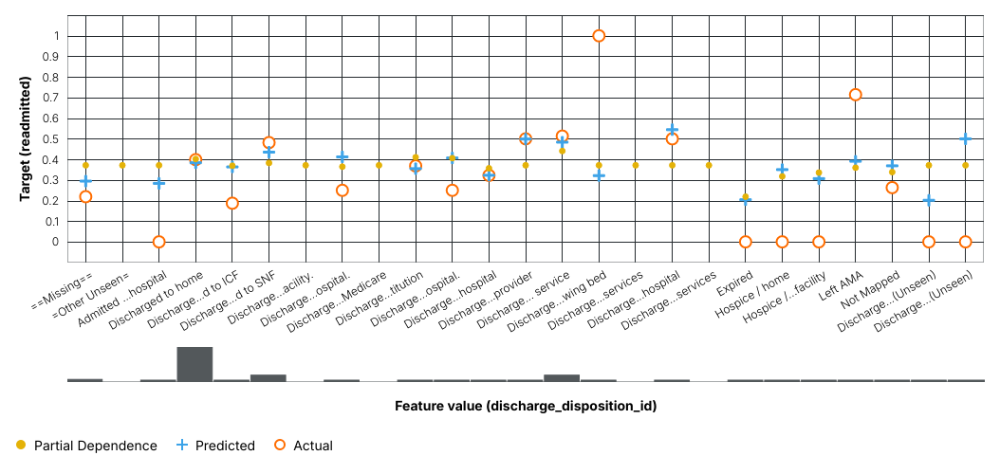 Target (readmitted)
1
0.9
0.8
0.7
0.6
0.5
0.4
0.3
0.2
0.1
0
==Missing==
=Other Unseen=
Admitted ...hospital
Discharged to home
Discharge...d to ICF
Discharge...d to SNF
Discharge...acility.
Discharge...ospital.
Discharge...Medicare
Discharge...titution
Discharge...ospital.
Discharge...hospital
Discharge...provider
Discharge... service
Discharge...wing bed
Discharge...services
Discharge...hospital
Discharge...services
Expired
Hospice / home
Hospice /...facility
Left AMA
Not Mapped
Discharge...(Unseen)
Discharge...(Unseen)
Feature value (discharge_disposition_id)
Partial Dependence
Predicted
Actual